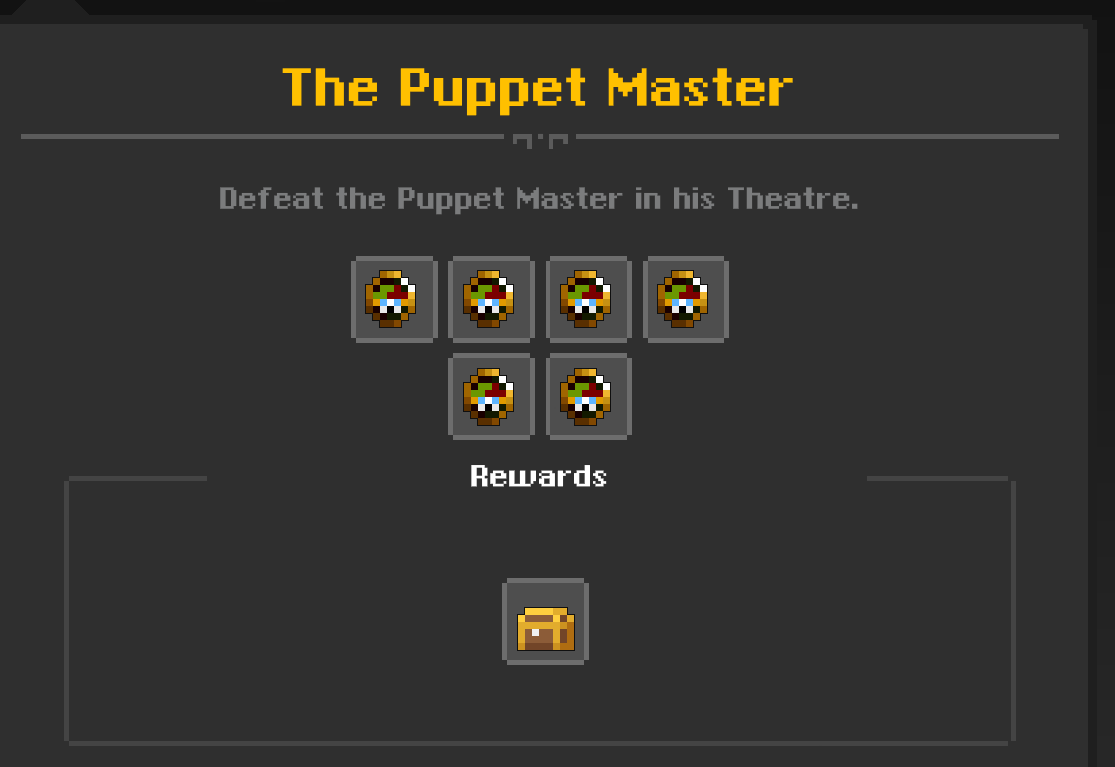 The Puppet Master
Defeat the Puppet Master in his Theatre.
Rewards